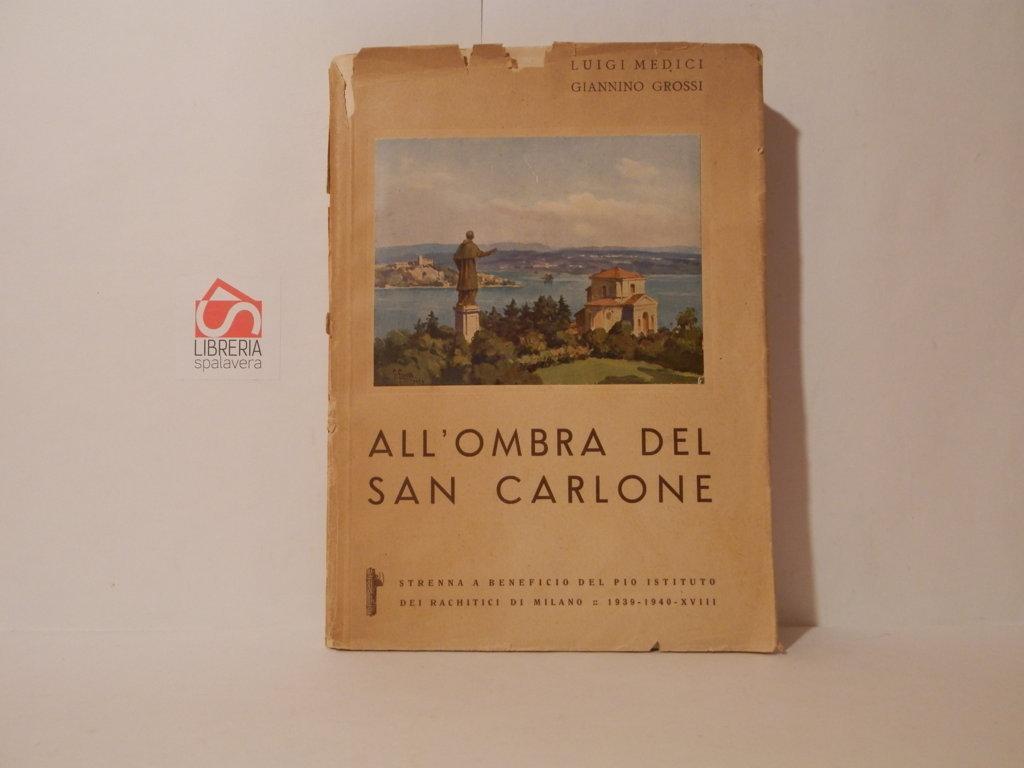 LUIGI MEDICI
GIANNINO GROSSI
ALL'OMBRA DEL
SAN CARLONE
STRENNA A BENEFICIO DEL PIO ISTITUTO
DEI RACHITICI DI MILANO :: 1939-1940-XVIII
LIBRERIA
spalavera